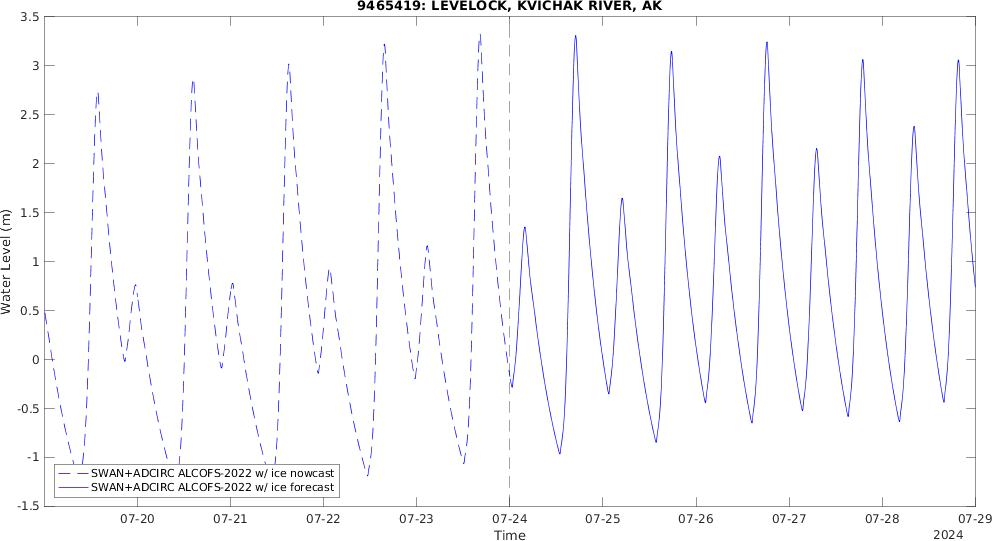 9465419: LEVELOCK, KVICHAK RIVER, AK
3.5
3
2.5
2
1.5
1
0.5
0
-0.5
-1
-1.5
Water Level (m)
SWAN+ADCIRC ALCOFS-2022 w/ ice nowcast
SWAN+ADCIRC ALCOFS-2022 w/ ice forecast
07-20 07-21 07-22 07-23 07-24 07-25 07-26 07-27 07-28 07-29
Time
2024